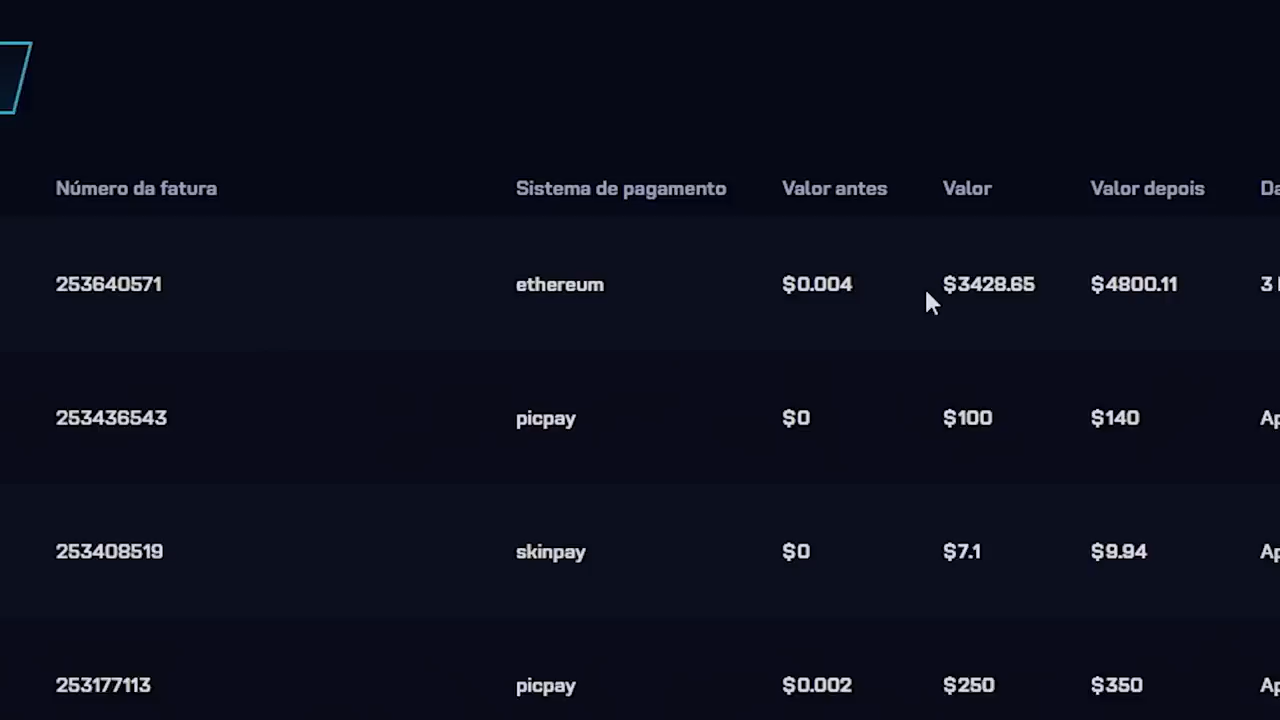 Número da fatura Sistema de pagamento Valor antes Valor Valor depois
253640571 ethereum $0.004 $3428.65 $4800.11 3
253436543 picpay $0 $100 $140
253408519 skinpay $0 $7.1 $9.94
253177113 picpay $0.002 $250 $350